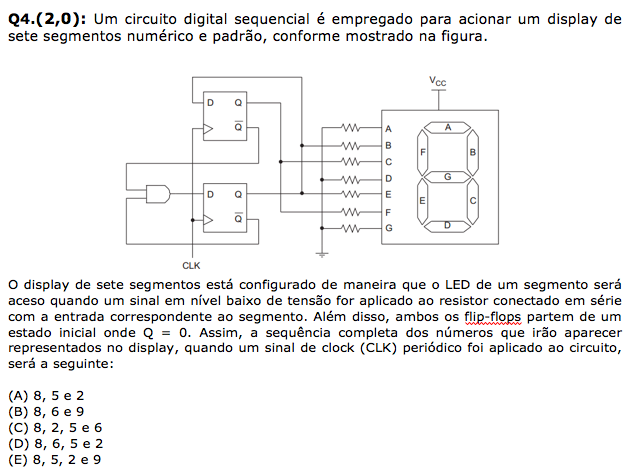 Q4.(2,0): Um circuito digital sequencial é empregado para acionar um display de
sete segmentos numérico e padrão, conforme mostrado na figura.
Vcc
D Q
Q
D Q
Q
CLK
A
B
C
D
E
F
G
A
F
B
G
E
C
D
O display de sete segmentos está configurado de maneira que o LED de um segmento será
aceso quando um sinal em nível baixo de tensão for aplicado ao resistor conectado em série
com a entrada correspondente ao segmento. Além disso, ambos os flip-flops partem de um
estado inicial onde Q = 0. Assim, a sequência completa dos números que irão aparecer
representados no display, quando um sinal de clock (CLK) periódico foi aplicado ao circuito,
será a seguinte:
(A) 8, 5 e 2
(B) 8, 6 e 9
(C) 8, 2, 5 e 6
(D) 8, 6, 5 e 2
(E) 8, 5, 2 e 9